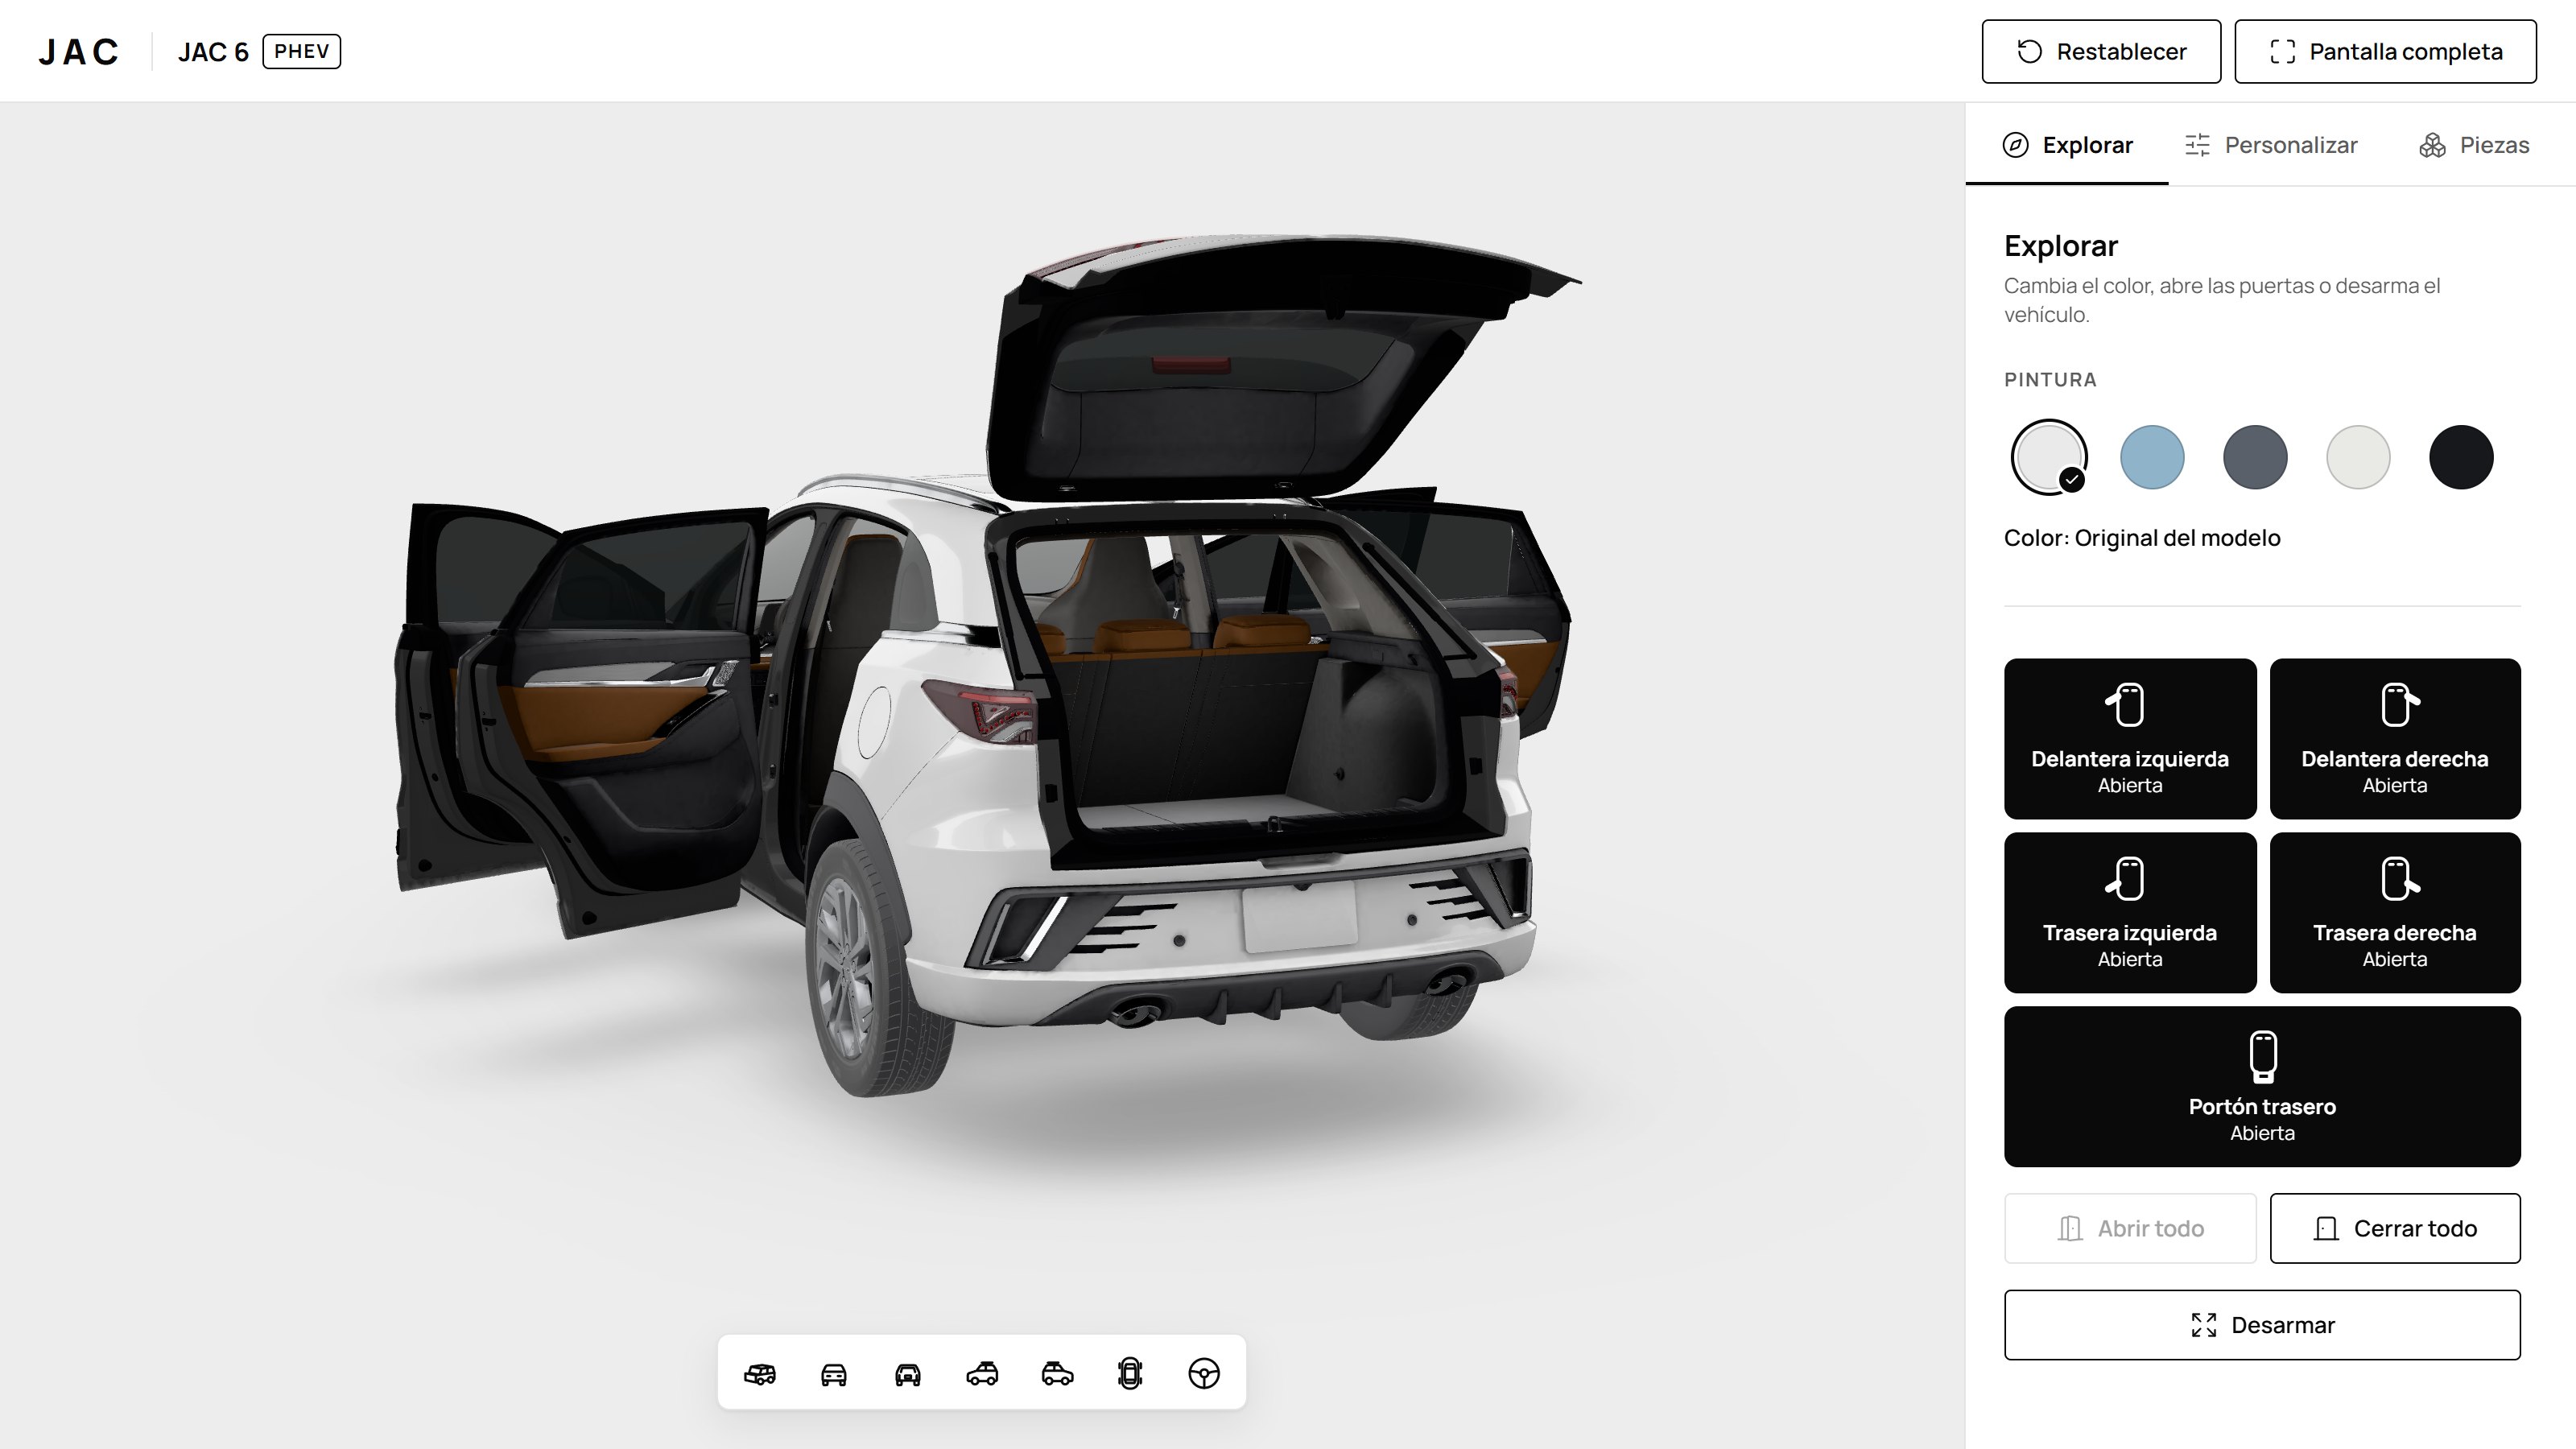 JAC
JAC 6
PHEV
Restablecer
Pantalla completa
Explorar
Personalizar
Piezas
Explorar
Cambia el color, abre las puertas o desarma el
vehículo.
PINTURA
Color: Original del modelo
Delantera izquierda
Abierta
Delantera derecha
Abierta
Trasera izquierda
Abierta
Trasera derecha
Abierta
Portón trasero
Abierta
Abrir todo
Cerrar todo
Desarmar